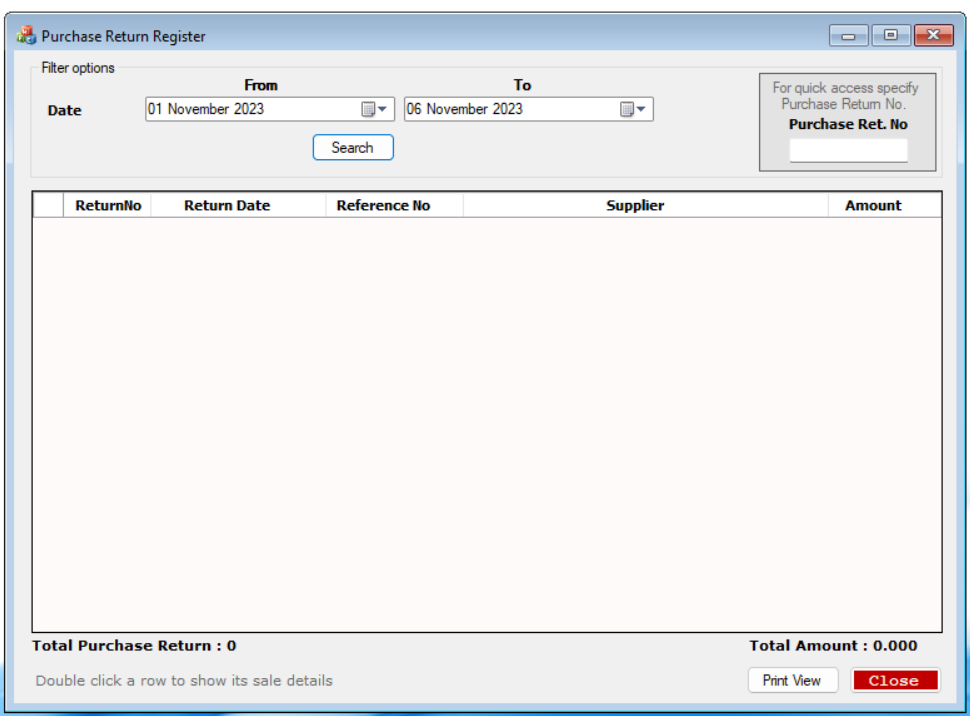 Purchase Return Register
Filter options
From To
Date 01 November 2023 06 November 2023
Search
For quick access specify
Purchase Return No.
Purchase Ret. No
ReturnNo Return Date Reference No Supplier Amount
Total Purchase Return : 0 Total Amount : 0.000
Double click a row to show its sale details Print View Close